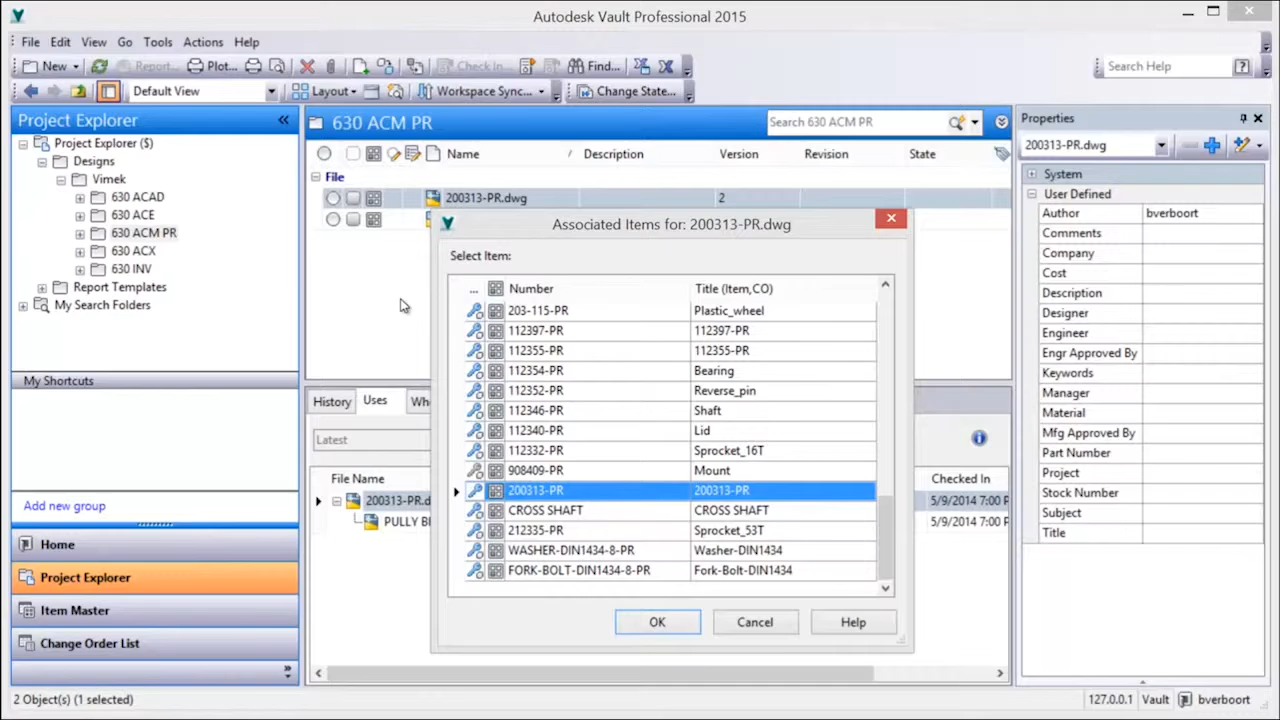 Autodesk Vault Professional 2015
File Edit View Go Tools Actions Help
New Report... Plot... Check In... Find... Search Help
Default View Layout Workspace Sync... Change State...
Project Explorer
Project Explorer ($)
Designs
Vimek
630 ACAD
630 ACE
630 ACM PR
630 ACX
630 INV
Report Templates
My Search Folders
My Shortcuts
Add new group
Home
Project Explorer
Item Master
Change Order List
2 Object(s) (1 selected)
630 ACM PR
Search 630 ACM PR
Name / Description Version Revision State
File
200313-PR.dwg 2
Associated Items for: 200313-PR.dwg
Select Item:
... Number Title (Item,CO)
203-115-PR Plastic_wheel
112397-PR 112397-PR
112355-PR 112355-PR
112354-PR Bearing
112352-PR Reverse_pin
112346-PR Shaft
112340-PR Lid
112332-PR Sprocket_16T
908409-PR Mount
200313-PR 200313-PR
CROSS SHAFT CROSS SHAFT
212335-PR Sprocket_53T
WASHER-DIN1434-8-PR Washer-DIN1434
FORK-BOLT-DIN1434-8-PR Fork-Bolt-DIN1434
OK Cancel Help
History Uses Wh
Latest
File Name Checked In
200313-PR.d 5/9/2014 7:00 P
PULLY B 5/9/2014 7:00 P
Properties
200313-PR.dwg
System
User Defined
Author bverboort
Comments
Company
Cost
Description
Designer
Engineer
Engr Approved By
Keywords
Manager
Material
Mfg Approved By
Part Number
Project
Stock Number
Subject
Title
127.0.0.1 Vault bverboort